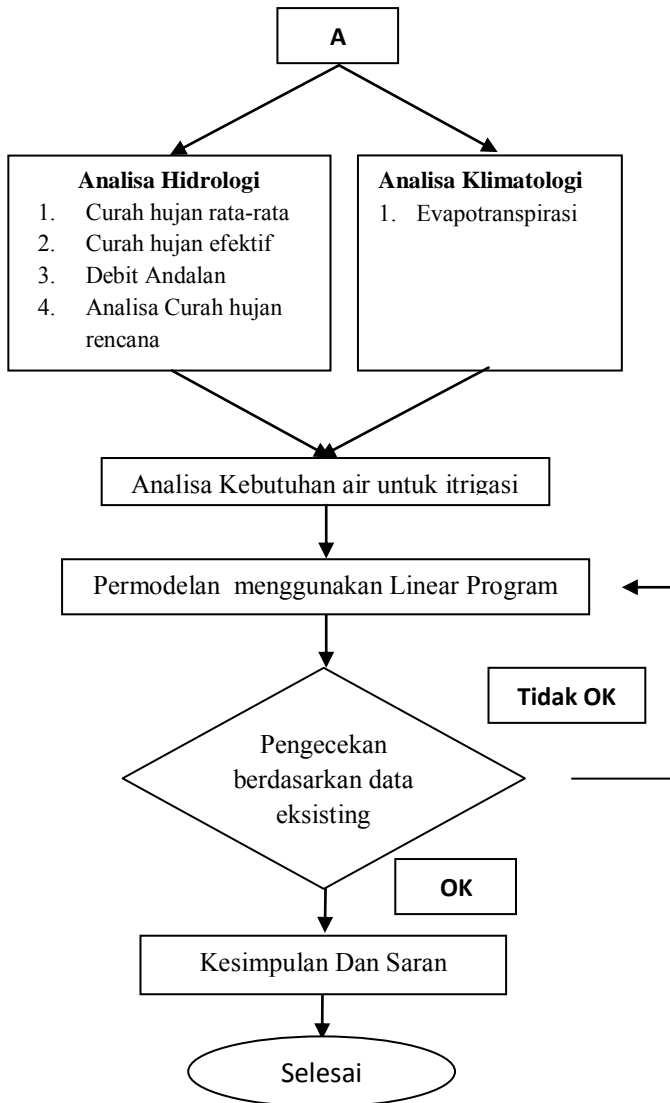 A
Analisa Hidrologi
1. Curah hujan rata-rata
2. Curah hujan efektif
3. Debit Andalan
4. Analisa Curah hujan
rencana
Analisa Klimatologi
1. Evapotranspirasi
Analisa Kebutuhan air untuk itrigasi
Permodelan menggunakan Linear Program
Tidak OK
Pengecekan
berdasarkan data
eksisting
OK
Kesimpulan Dan Saran
Selesai